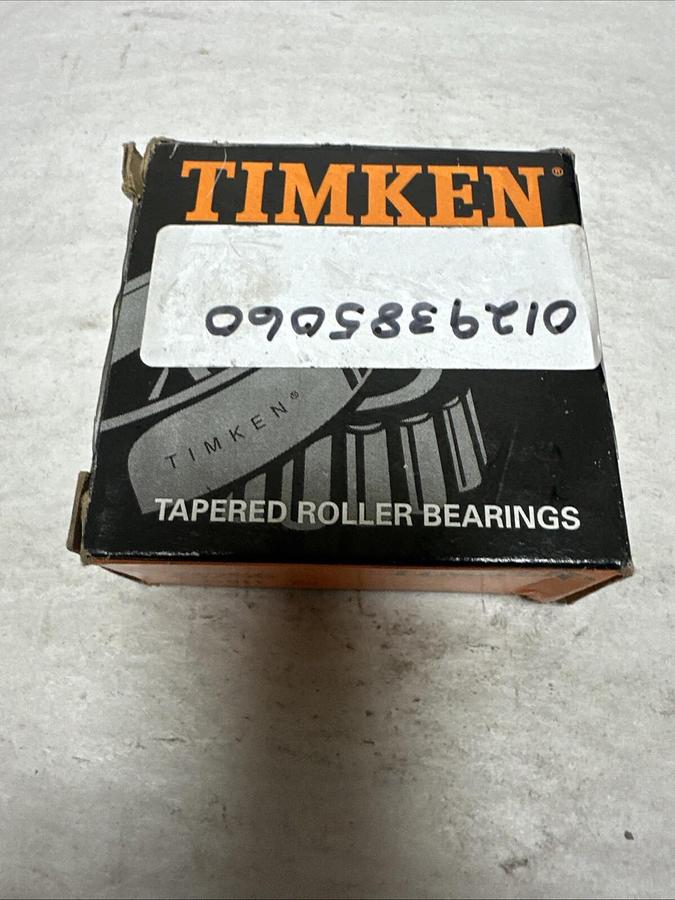 TIMKEN®
0129385060
TIMKEN®
TAPERED ROLLER BEARINGS